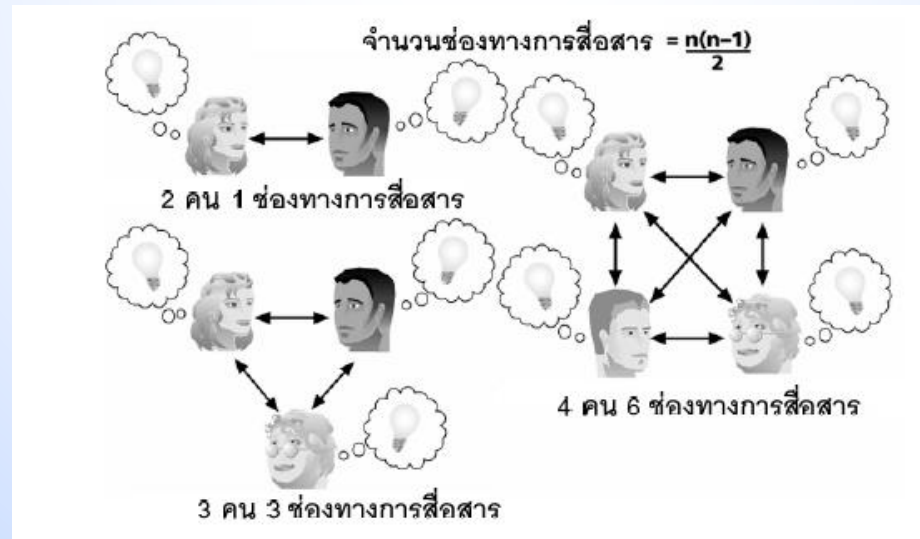 จำนวนช่องทางการสื่อสาร = n(n-1)
2
2 คน 1 ช่องทางการสื่อสาร
4 คน 6 ช่องทางการสื่อสาร
3 คน 3 ช่องทางการสื่อสาร